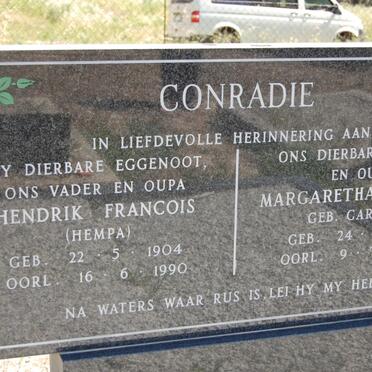 CONRADIE
IN LIEFDEVOLLE HERINNERING AAN
Y DIERBARE EGGENOOT,
ONS VADER EN OUPA
HENDRIK FRANCOIS
(HEMPA)
GEB. 22 · 5 · 1904
OORL. 16 · 6 · 1990
ONS DIERBAR
EN OU
MARGARETHA
GEB. CAR
GEB. 24 ·
OORL. 9 ·
NA WATERS WAAR RUS IS, LEI HY MY HE